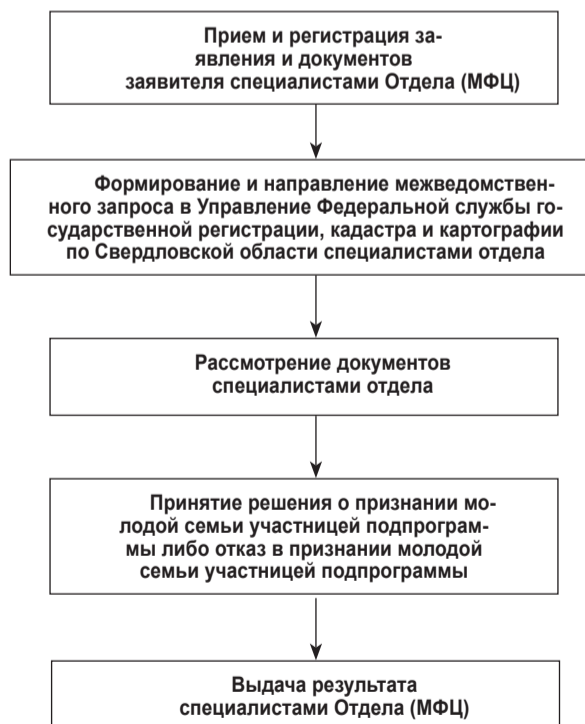 Прием и регистрация за-
явления и документов
заявителя специалистами Отдела (МФЦ)
Формирование и направление межведомствен-
ного запроса в Управление Федеральной службы го-
сударственной регистрации, кадастра и картографии
по Свердловской области специалистами отдела
Рассмотрение документов
специалистами отдела
Принятие решения о признании мо-
лодой семьи участницей подпрограм-
мы либо отказ в признании молодой
семьи участницей подпрограммы
Выдача результата
специалистами Отдела (МФЦ)